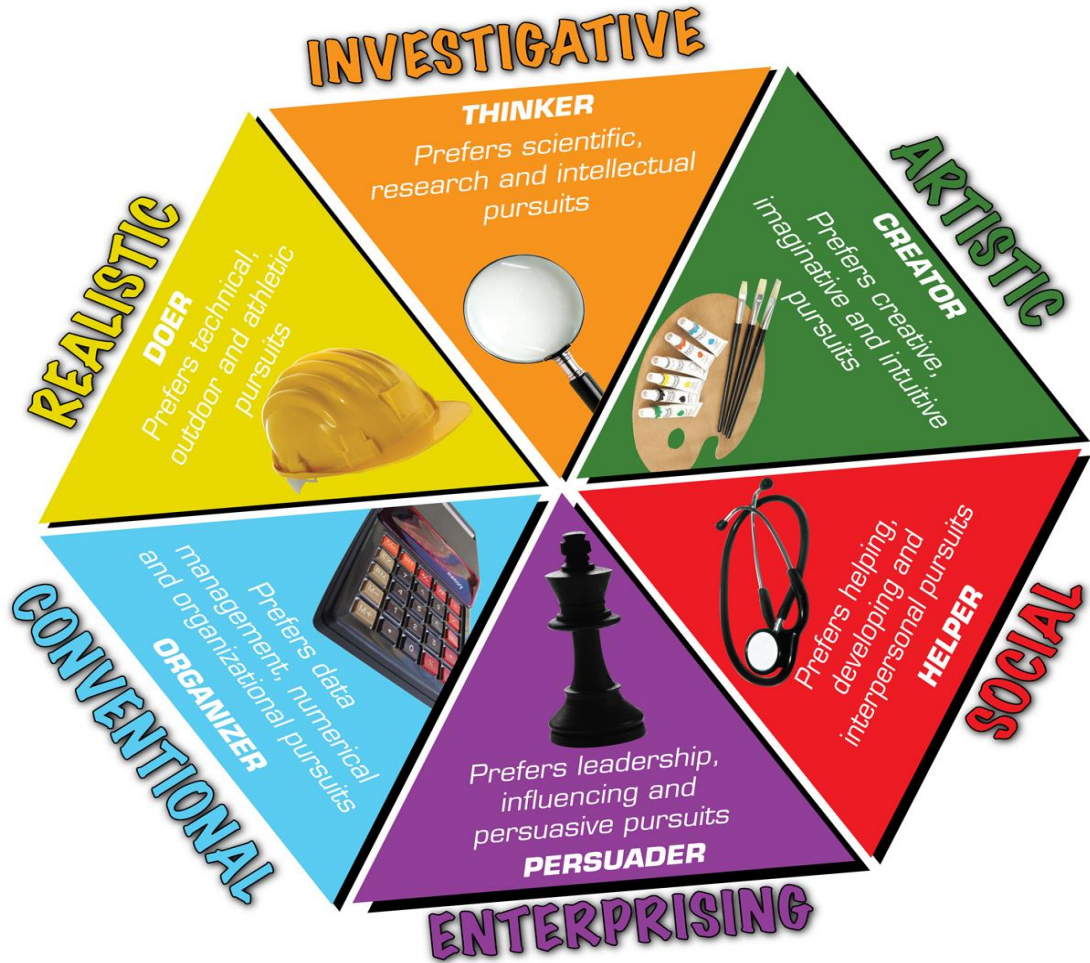 INVESTIGATIVE
THINKER
Prefers scientific,
research and intellectual
pursuits
ARTISTIC
CREATOR
Prefers creative,
imaginative and intuitive
pursuits
SOCIAL
Prefers helping,
developing and
interpersonal pursuits
HELPER
ENTERPRISING
Prefers leadership,
influencing and
persuasive pursuits
PERSUADER
CONVENTIONAL
Prefers data
management, numerical
and organizational pursuits
ORGANIZER
REALISTIC
DOER
Prefers technical,
outdoor and athletic
pursuits